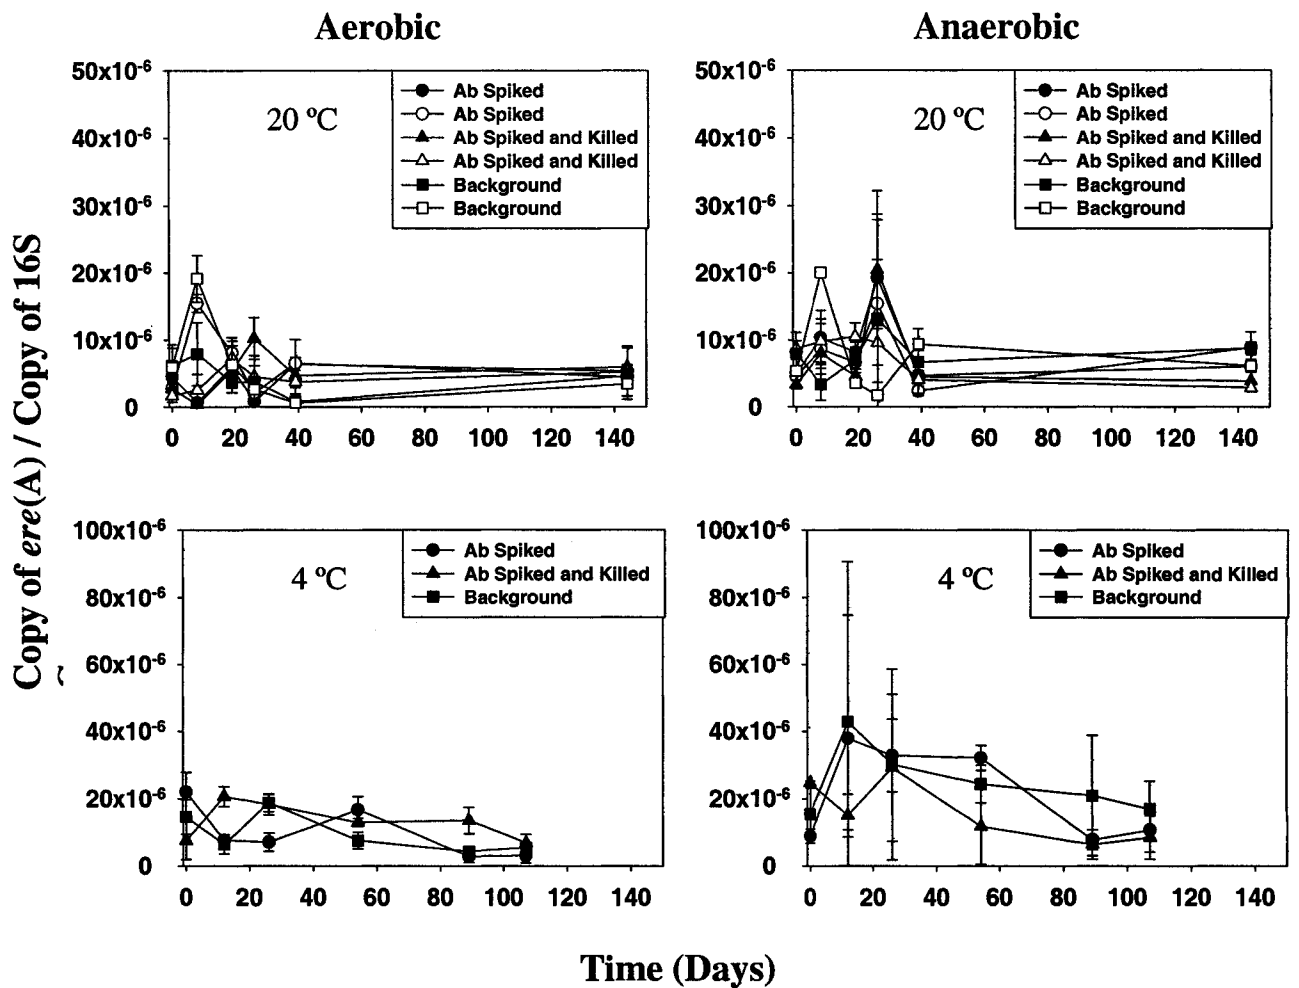 Aerobic
Anaerobic
50x10-6
40x10-6
30x10-6
20x10-6
10x10-6
0
0 20 40 60 80 100 120 140
20 ºC
Ab Spiked
Ab Spiked
Ab Spiked and Killed
Ab Spiked and Killed
Background
Background
50x10-6
40x10-6
30x10-6
20x10-6
10x10-6
0
0 20 40 60 80 100 120 140
20 ºC
Ab Spiked
Ab Spiked
Ab Spiked and Killed
Ab Spiked and Killed
Background
Background
Copy of ere(A) / Copy of 16S
100x10-6
80x10-6
60x10-6
40x10-6
20x10-6
0
0 20 40 60 80 100 120 140
4 ºC
Ab Spiked
Ab Spiked and Killed
Background
100x10-6
80x10-6
60x10-6
40x10-6
20x10-6
0
0 20 40 60 80 100 120 140
4 ºC
Ab Spiked
Ab Spiked and Killed
Background
Time (Days)